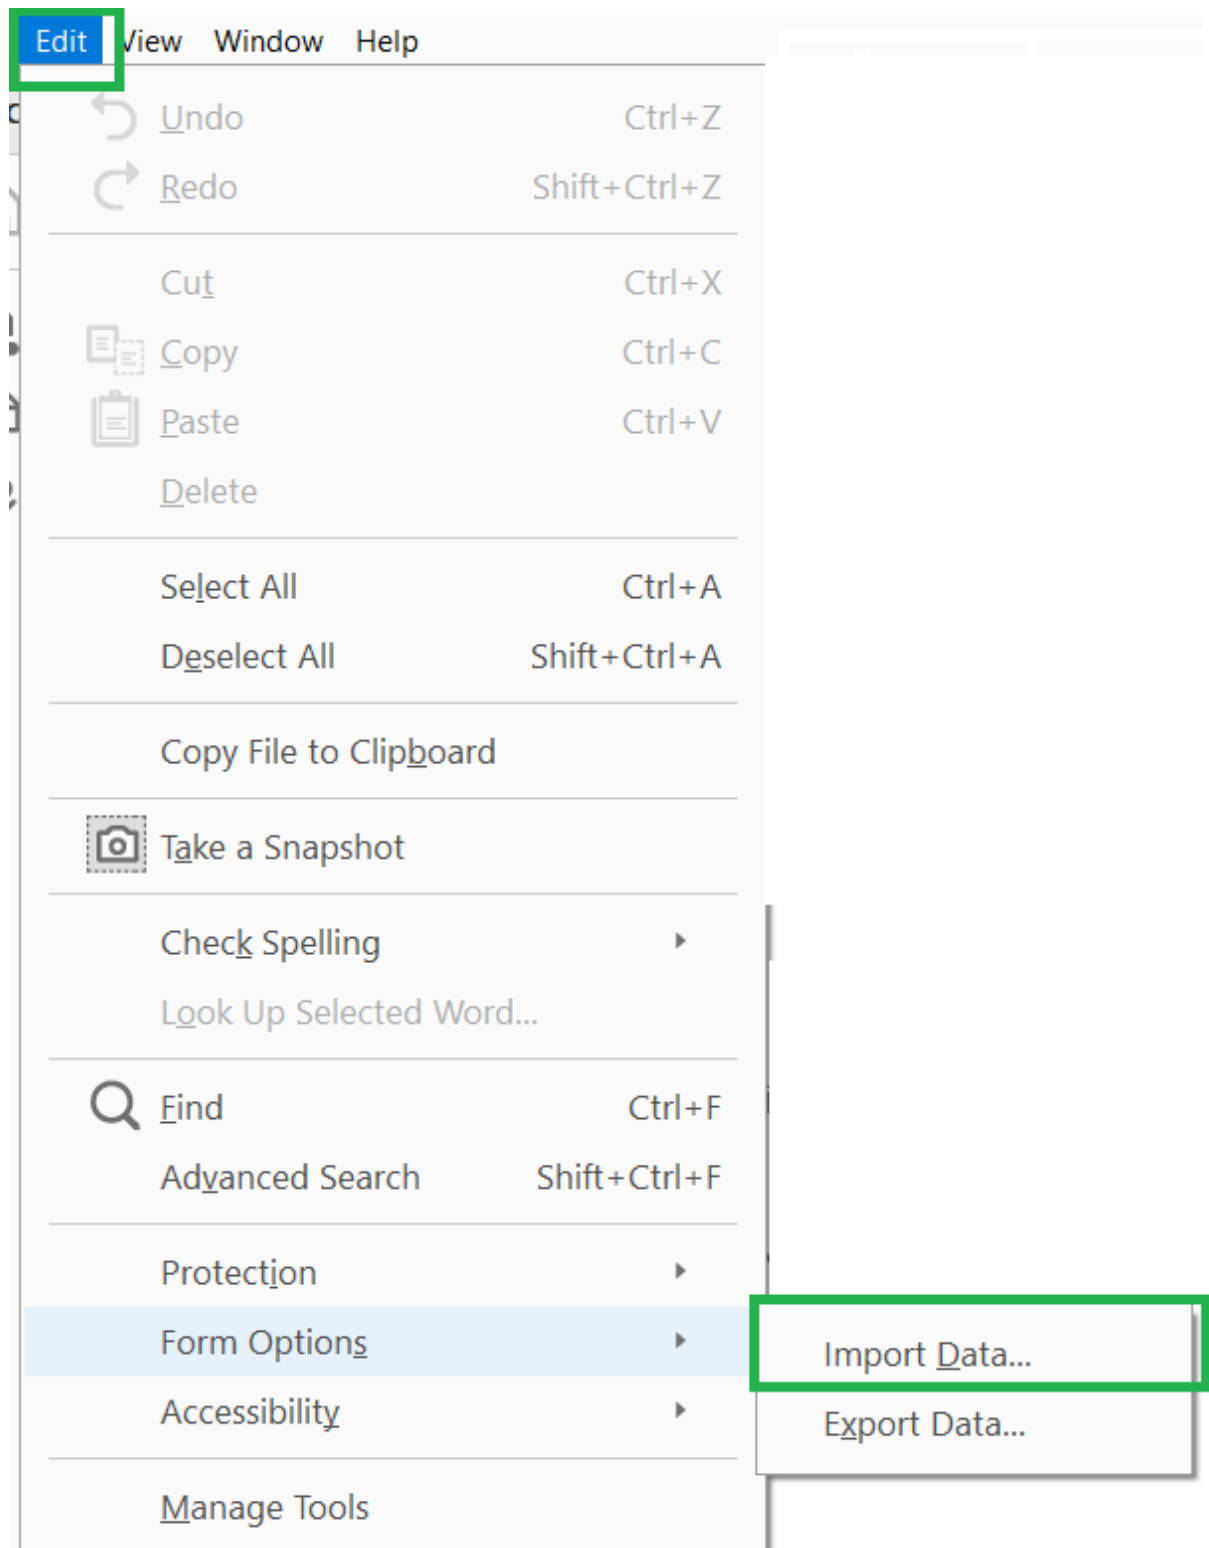 Edit View Window Help
Undo Ctrl+Z
Redo Shift+Ctrl+Z
Cut Ctrl+X
Copy Ctrl+C
Paste Ctrl+V
Delete
Select All Ctrl+A
Deselect All Shift+Ctrl+A
Copy File to Clipboard
Take a Snapshot
Check Spelling
Look Up Selected Word...
Find Ctrl+F
Advanced Search Shift+Ctrl+F
Protection
Form Options
Import Data...
Accessibility
Export Data...
Manage Tools